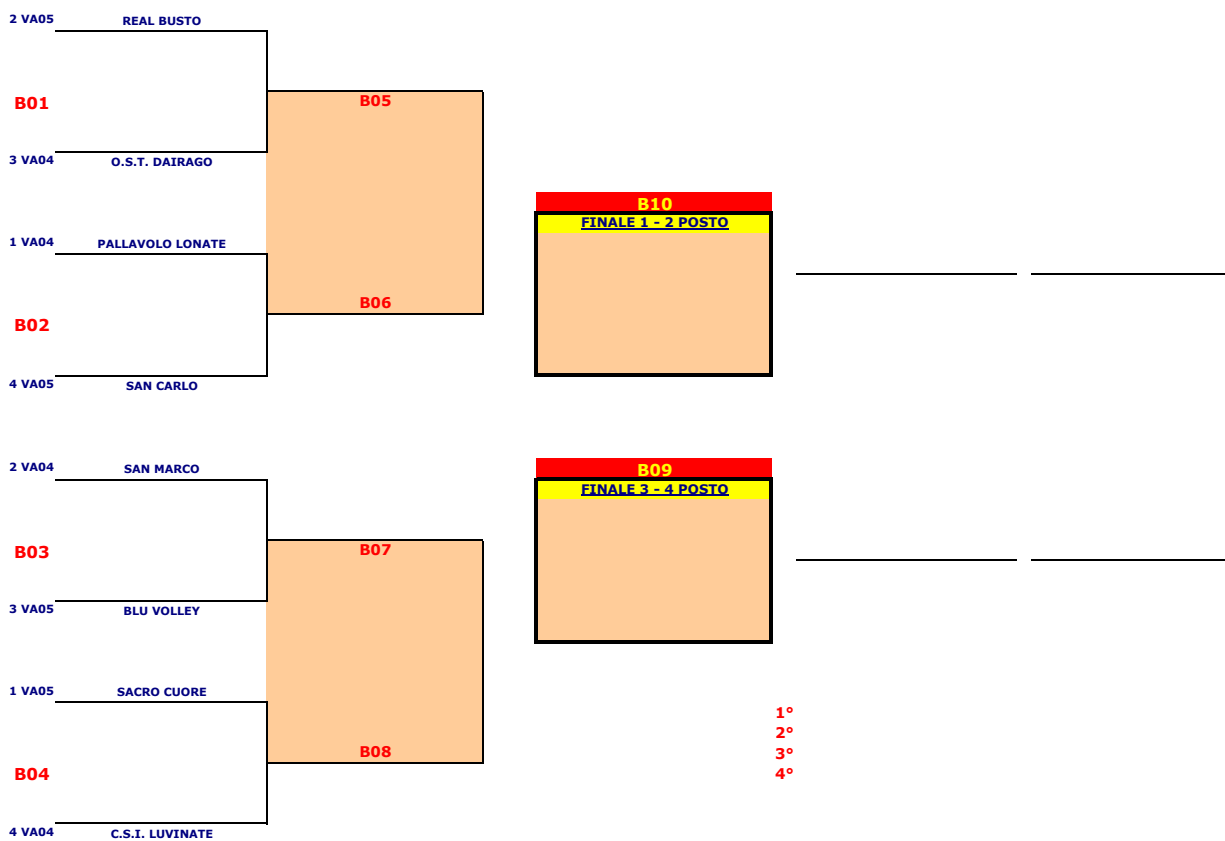 2 VA05 REAL BUSTO
B01
B05
3 VA04 O.S.T. DAIRAGO
B10
FINALE 1 - 2 POSTO
1 VA04 PALLAVOLO LONATE
B06
B02
4 VA05 SAN CARLO
2 VA04 SAN MARCO
B09
FINALE 3 - 4 POSTO
B03
B07
3 VA05 BLU VOLLEY
1 VA05 SACRO CUORE
1°
2°
3°
B08
B04
4°
4 VA04 C.S.I. LUVINATE